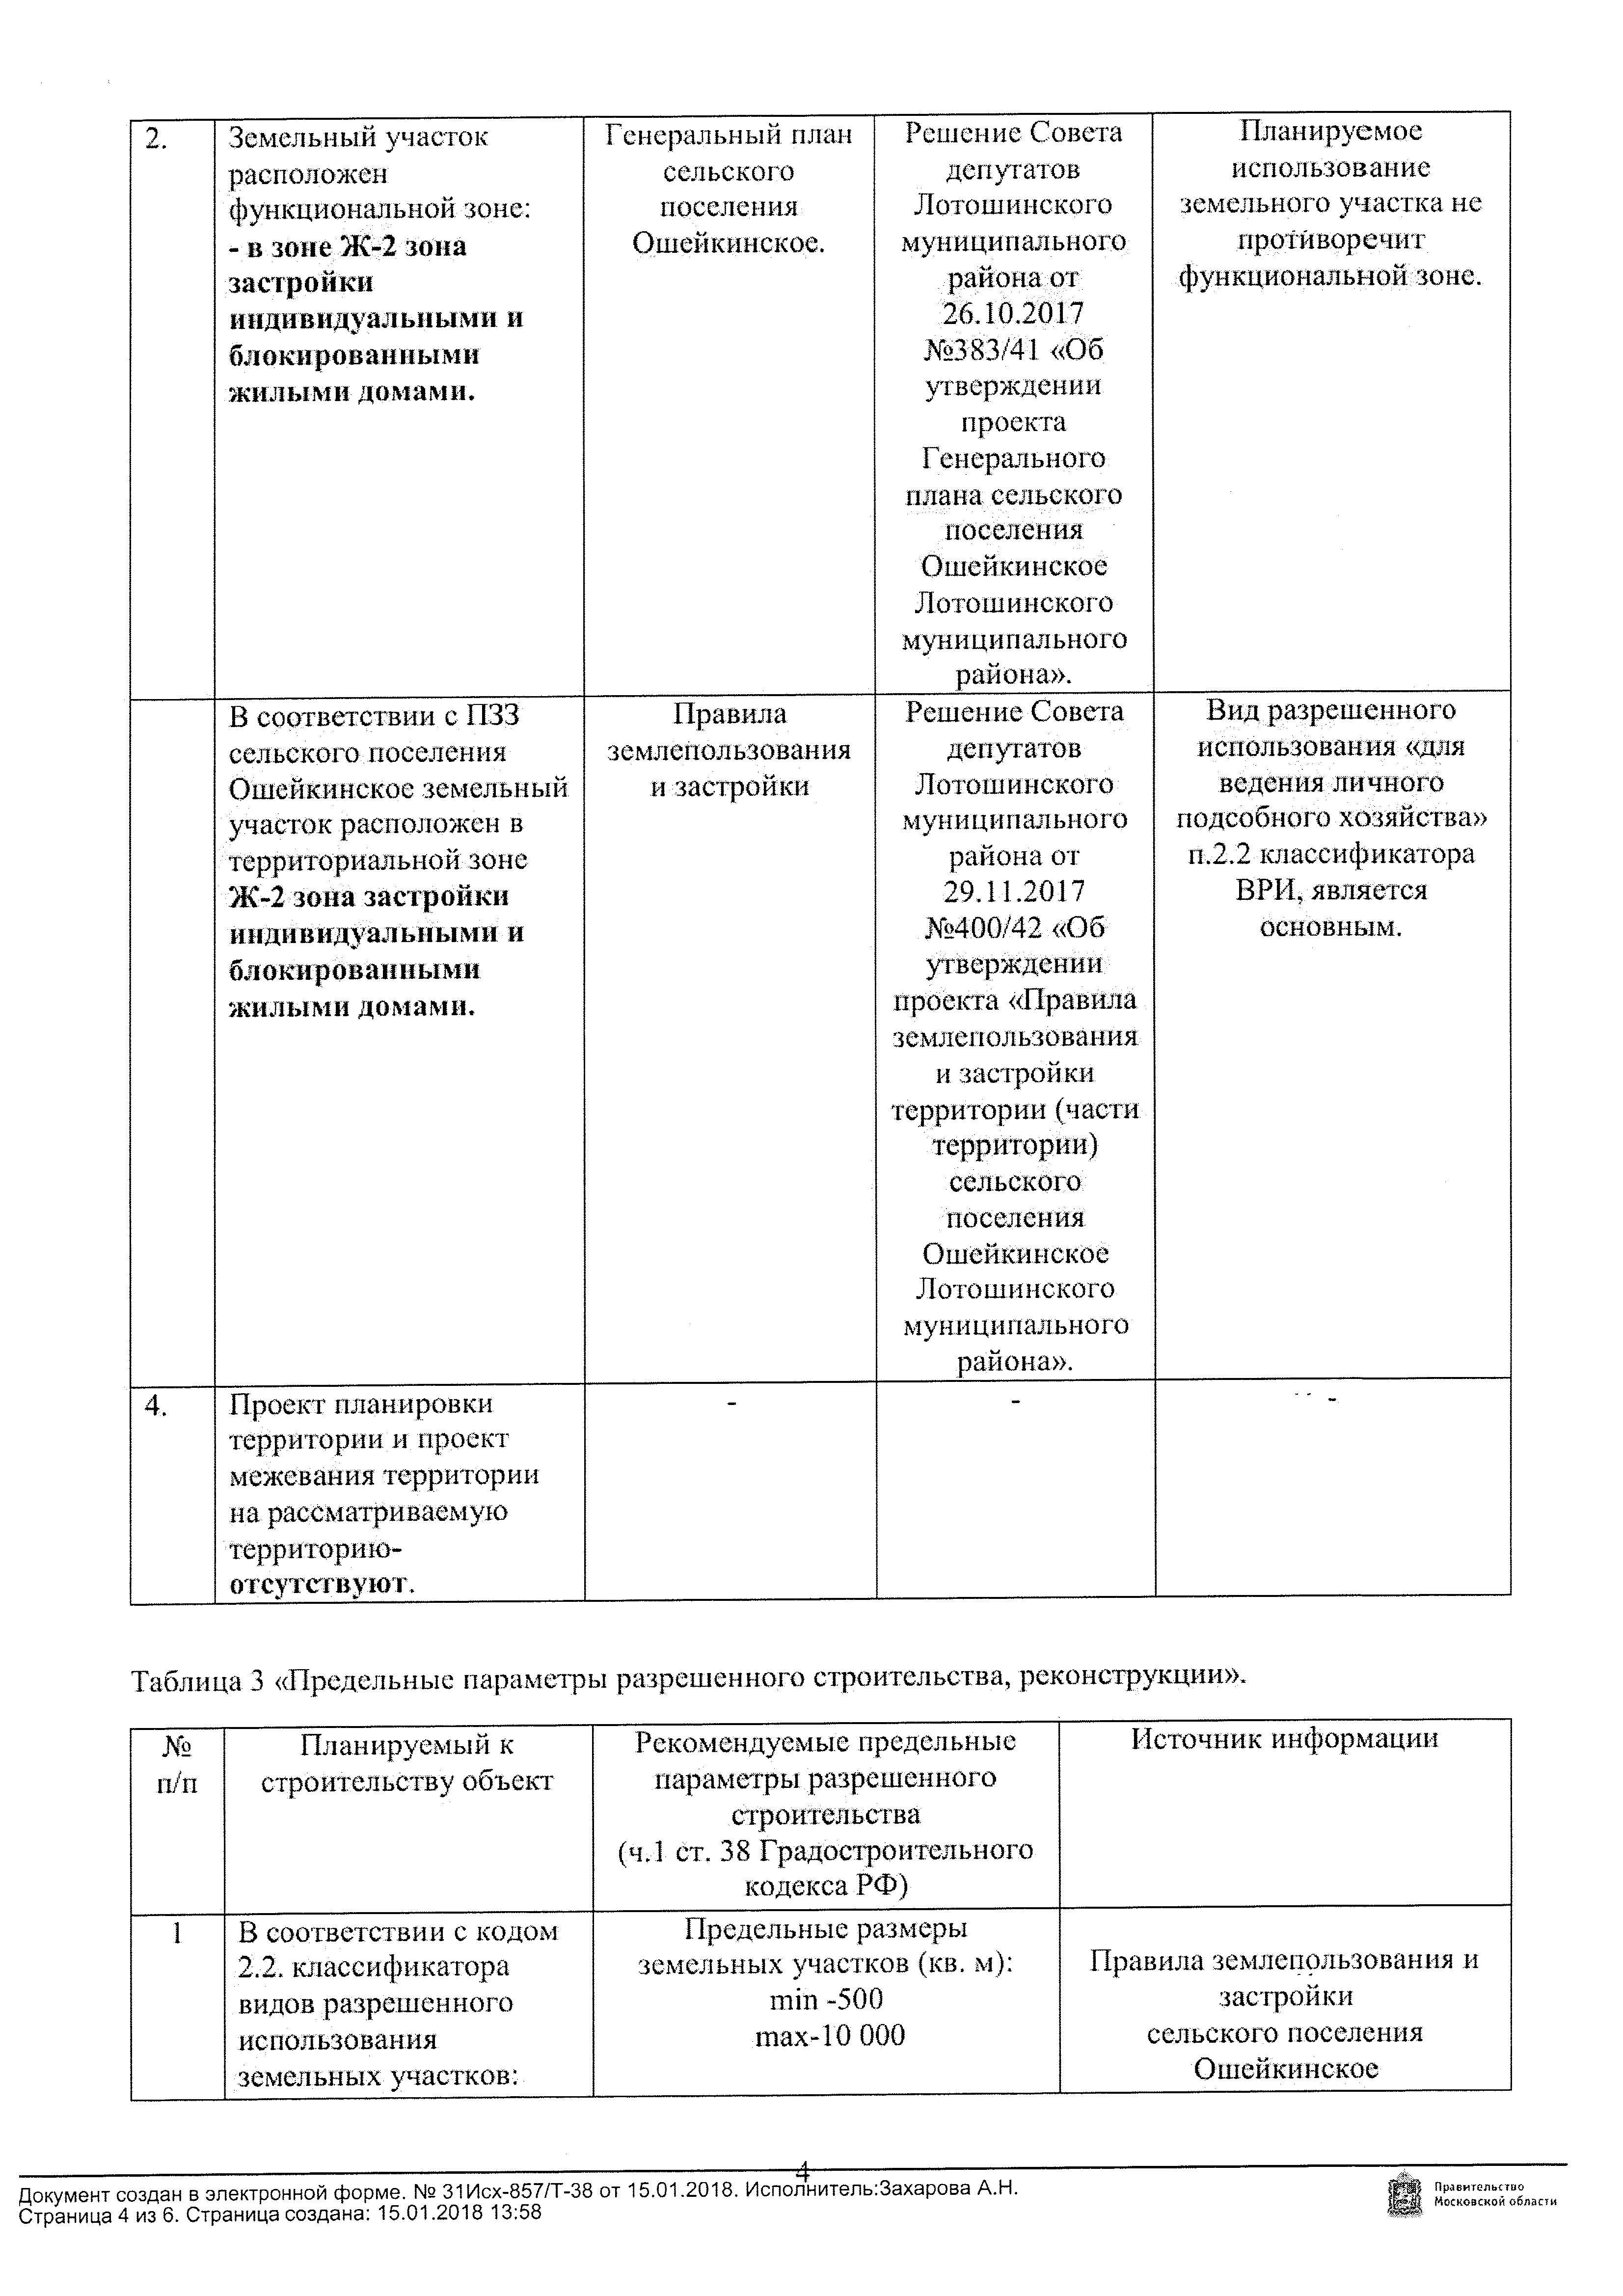 2.
Земельный участок
расположен
функциональной зоне:
- в зоне Ж-2 зона
застройки
индивидуальными и
блокированными
жилыми домами.
Генеральный план
сельского
поселения
Ошейкинское.
Решение Совета
депутатов
Лотошинского
муниципального
района от
26.10.2017
№383/41 «Об
утверждении
проекта
Генерального
плана сельского
поселения
Ошейкинское
Лотошинского
муниципального
района».
Планируемое
использование
земельного участка не
противоречит
функциональной зоне.
В соответствии с ПЗЗ
сельского поселения
Ошейкинское земельный
участок расположен в
территориальной зоне
Ж-2 зона застройки
индивидуальными и
блокированными
жилыми домами.
Правила
землепользования
и застройки
Решение Совета
депутатов
Лотошинского
муниципального
района от
29.11.2017
№400/42 «Об
утверждении
проекта «Правила
землепользования
и застройки
территории (части
территории)
сельского
поселения
Ошейкинское
Лотошинского
муниципального
района».
Вид разрешенного
использования «для
ведения личного
подсобного хозяйства»
п.2.2 классификатора
ВРИ, является
основным.
4.
Проект планировки
территории и проект
межевания территории
на рассматриваемую
территорию-
отсутствуют.
-
-
-
Таблица 3 «Предельные параметры разрешенного строительства, реконструкции».
№
п/п
Планируемый к
строительству объект
Рекомендуемые предельные
параметры разрешенного
строительства
(ч.1 ст. 38 Градостроительного
кодекса РФ)
Источник информации
1
В соответствии с кодом
2.2. классификатора
видов разрешенного
использования
земельных участков:
Предельные размеры
земельных участков (кв. м):
min -500
max-10 000
Правила землепользования и
застройки
сельского поселения
Ошейкинское
4
Документ создан в электронной форме. № 31Исх-857/Т-38 от 15.01.2018. Исполнитель:Захарова А.Н.
Страница 4 из 6. Страница создана: 15.01.2018 13:58
Правительство
Московской области